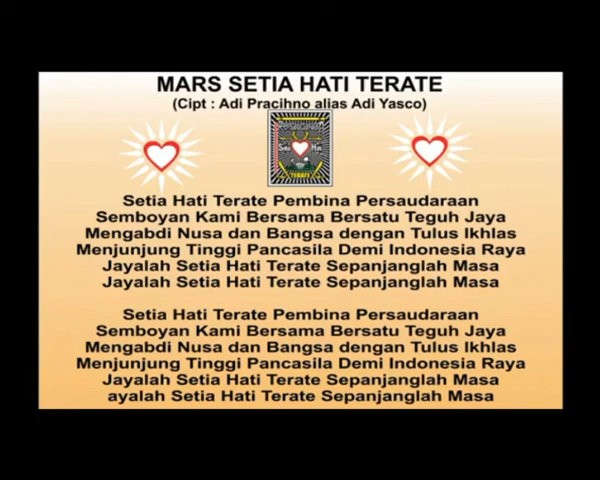 MARS SETIA HATI TERATE
(Cipt : Adi Pracihno alias Adi Yasco)
Persaudaraan
Setia Hati
TERATE
Setia Hati Terate Pembina Persaudaraan
Semboyan Kami Bersama Bersatu Teguh Jaya
Mengabdi Nusa dan Bangsa dengan Tulus Ikhlas
Menjunjung Tinggi Pancasila Demi Indonesia Raya
Jayalah Setia Hati Terate Sepanjanglah Masa
Jayalah Setia Hati Terate Sepanjanglah Masa
Setia Hati Terate Pembina Persaudaraan
Semboyan Kami Bersama Bersatu Teguh Jaya
Mengabdi Nusa dan Bangsa dengan Tulus Ikhlas
Menjunjung Tinggi Pancasila Demi Indonesia Raya
Jayalah Setia Hati Terate Sepanjanglah Masa
ayalah Setia Hati Terate Sepanjanglah Masa